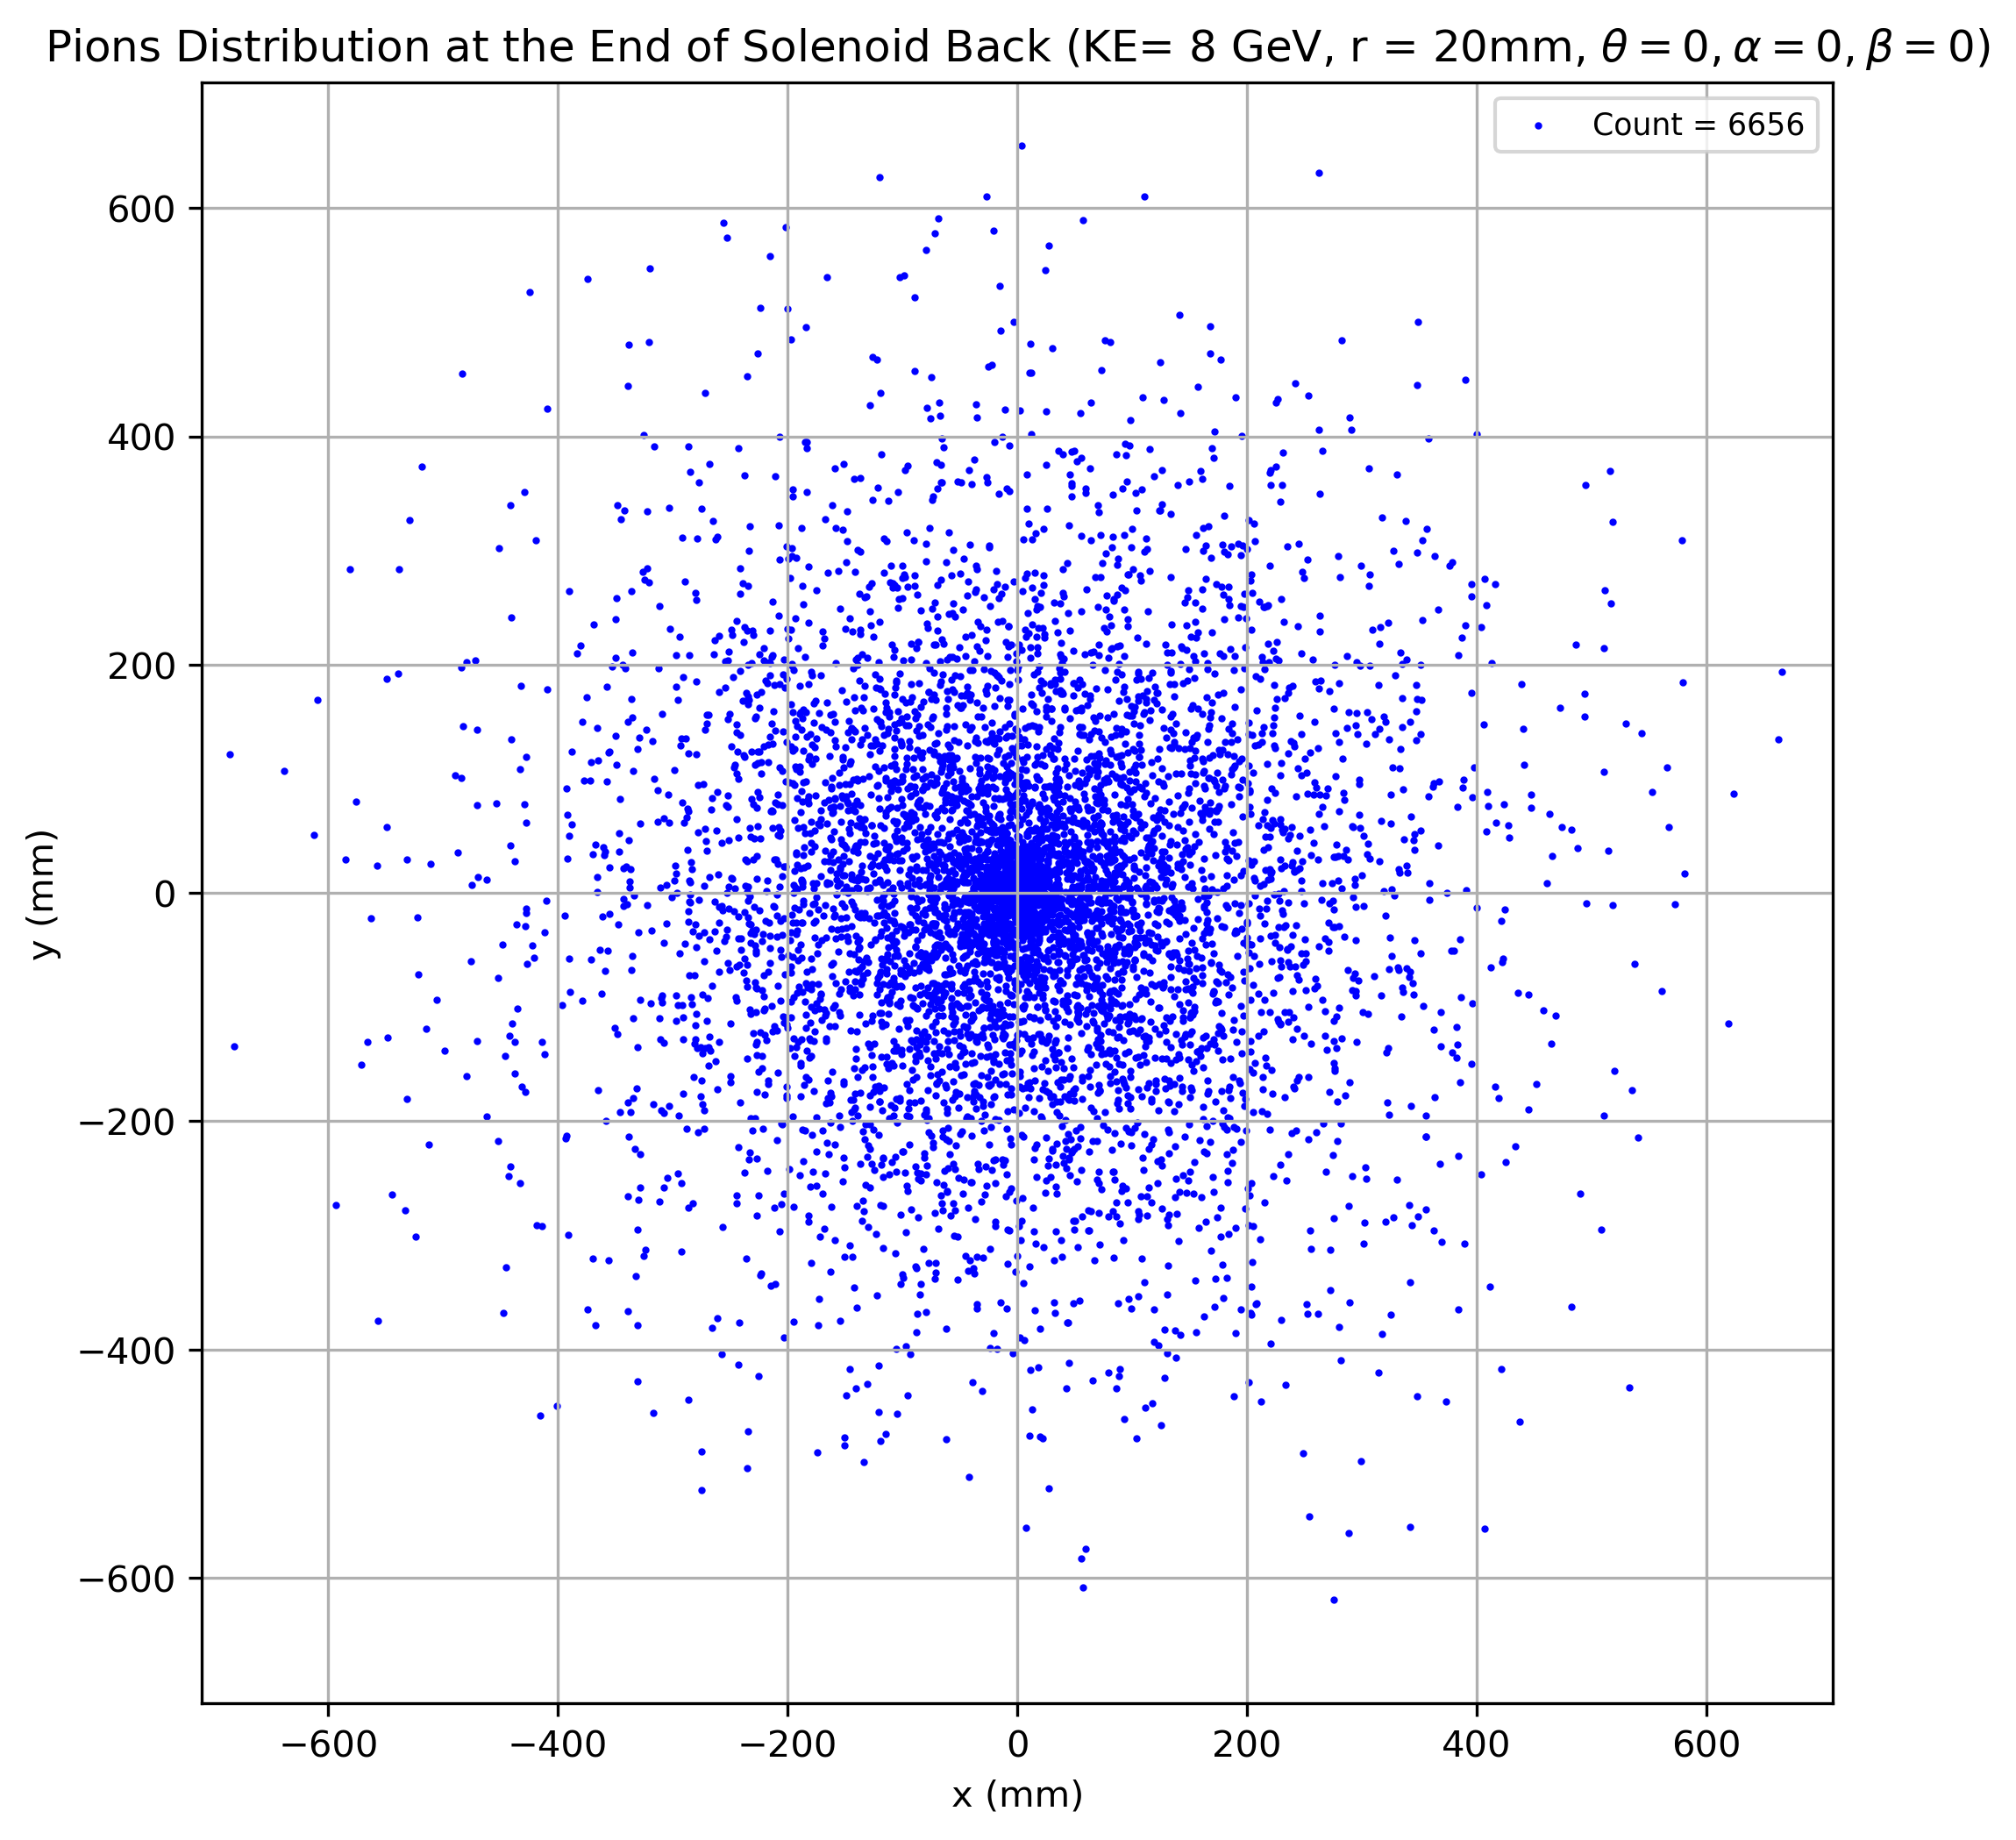 Pions Distribution at the End of Solenoid Back (KE= 8 GeV, r = 20mm, θ = 0, α = 0, β = 0)
Count = 6656
600
400
200
0
−200
−400
−600
y (mm)
−600 −400 −200 0 200 400 600
x (mm)